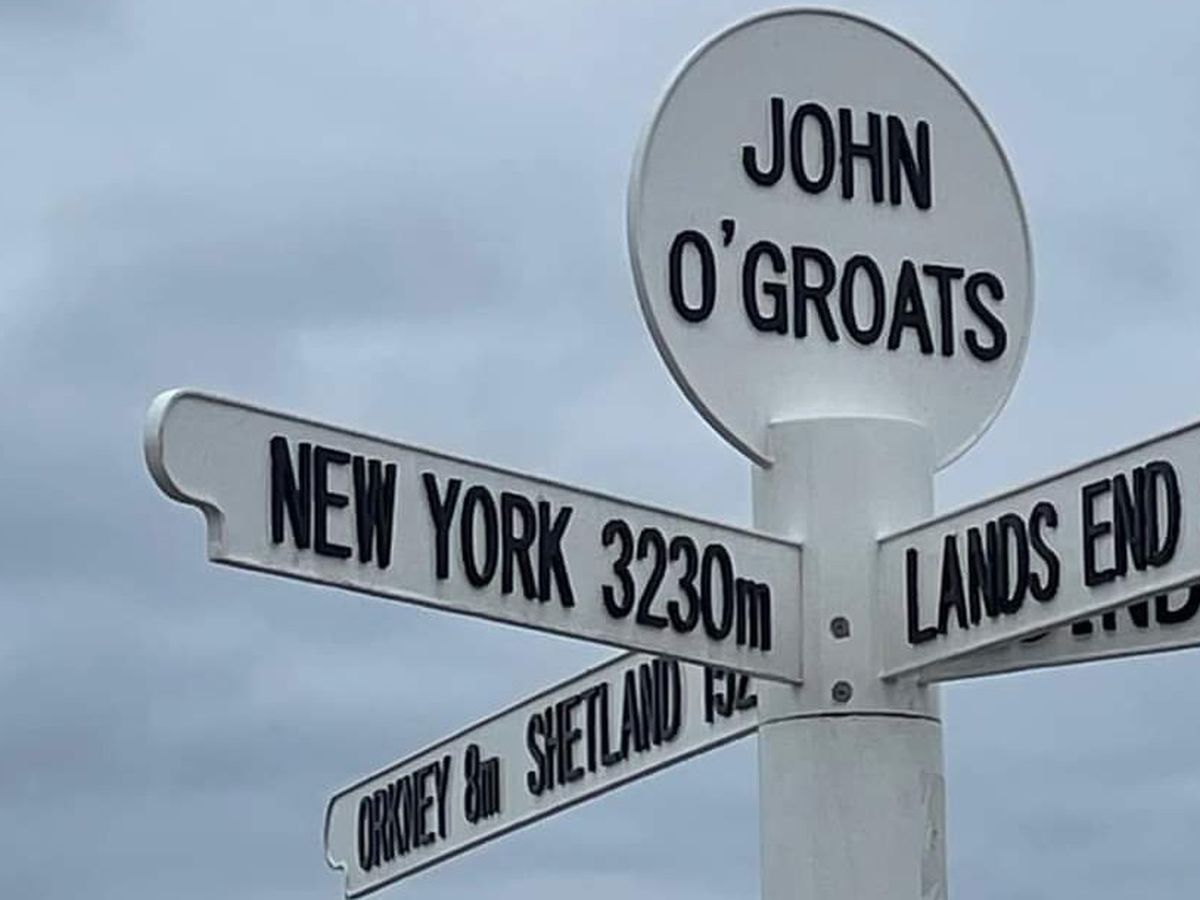 JOHN
O'GROATS
NEW YORK 3230m
LANDS END
ORKNEY 8m SHETLAND